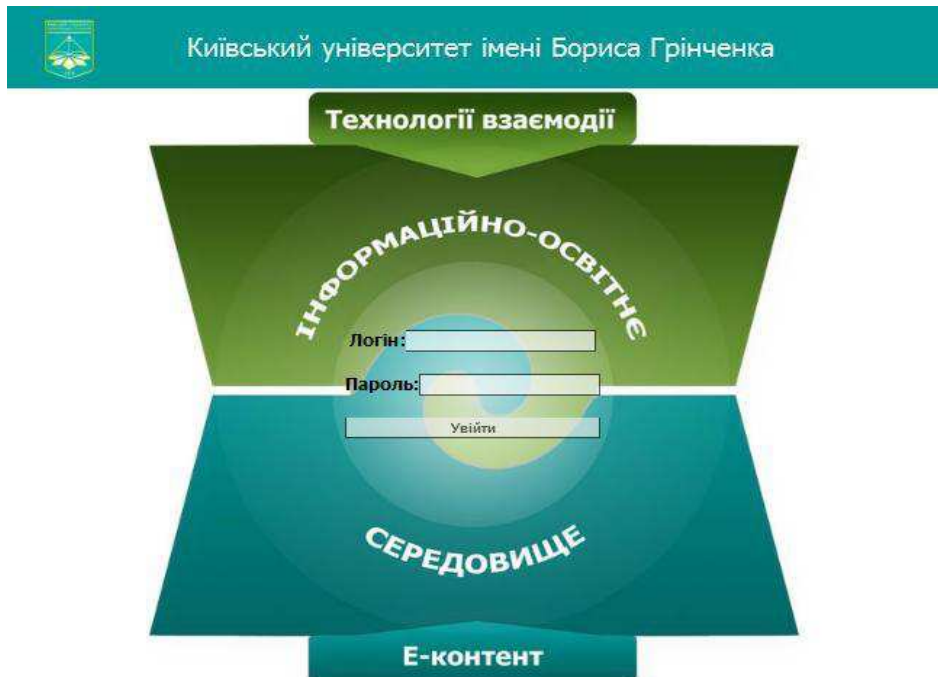 Київський університет імені Бориса Грінченка
Технології взаємодії
ІНФОРМАЦІЙНО-ОСВІТНЄ
Логін:
Пароль:
Увійти
СЕРЕДОВИЩЕ
Е-контент